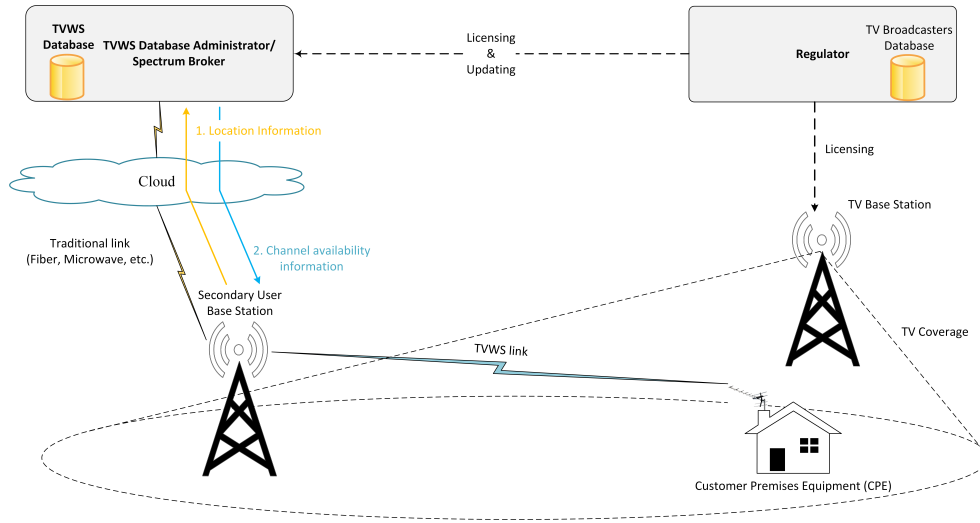 TVWS
Database
TVWS Database Administrator/
Spectrum Broker
Licensing
&
Updating
Regulator
TV Broadcasters
Database
1. Location Information
Licensing
Cloud
TV Base Station
Traditional link
(Fiber, Microwave, etc.)
2. Channel availability
information
Secondary User
Base Station
TV Coverage
TVWS link
Customer Premises Equipment (CPE)